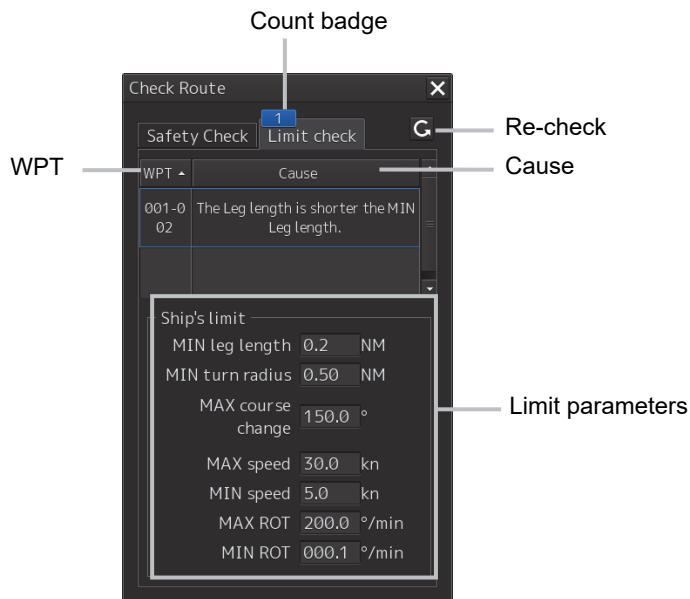 Count badge
Check Route
1
Safety Check Limit check
Re-check
WPT
WPT Cause
Cause
001-0
02
The Leg length is shorter the MIN
Leg length.
Ship's limit
MIN leg length 0.2 NM
MIN turn radius 0.50 NM
MAX course
change
150.0 °
Limit parameters
MAX speed 30.0 kn
MIN speed 5.0 kn
MAX ROT 200.0 °/min
MIN ROT 000.1 °/min